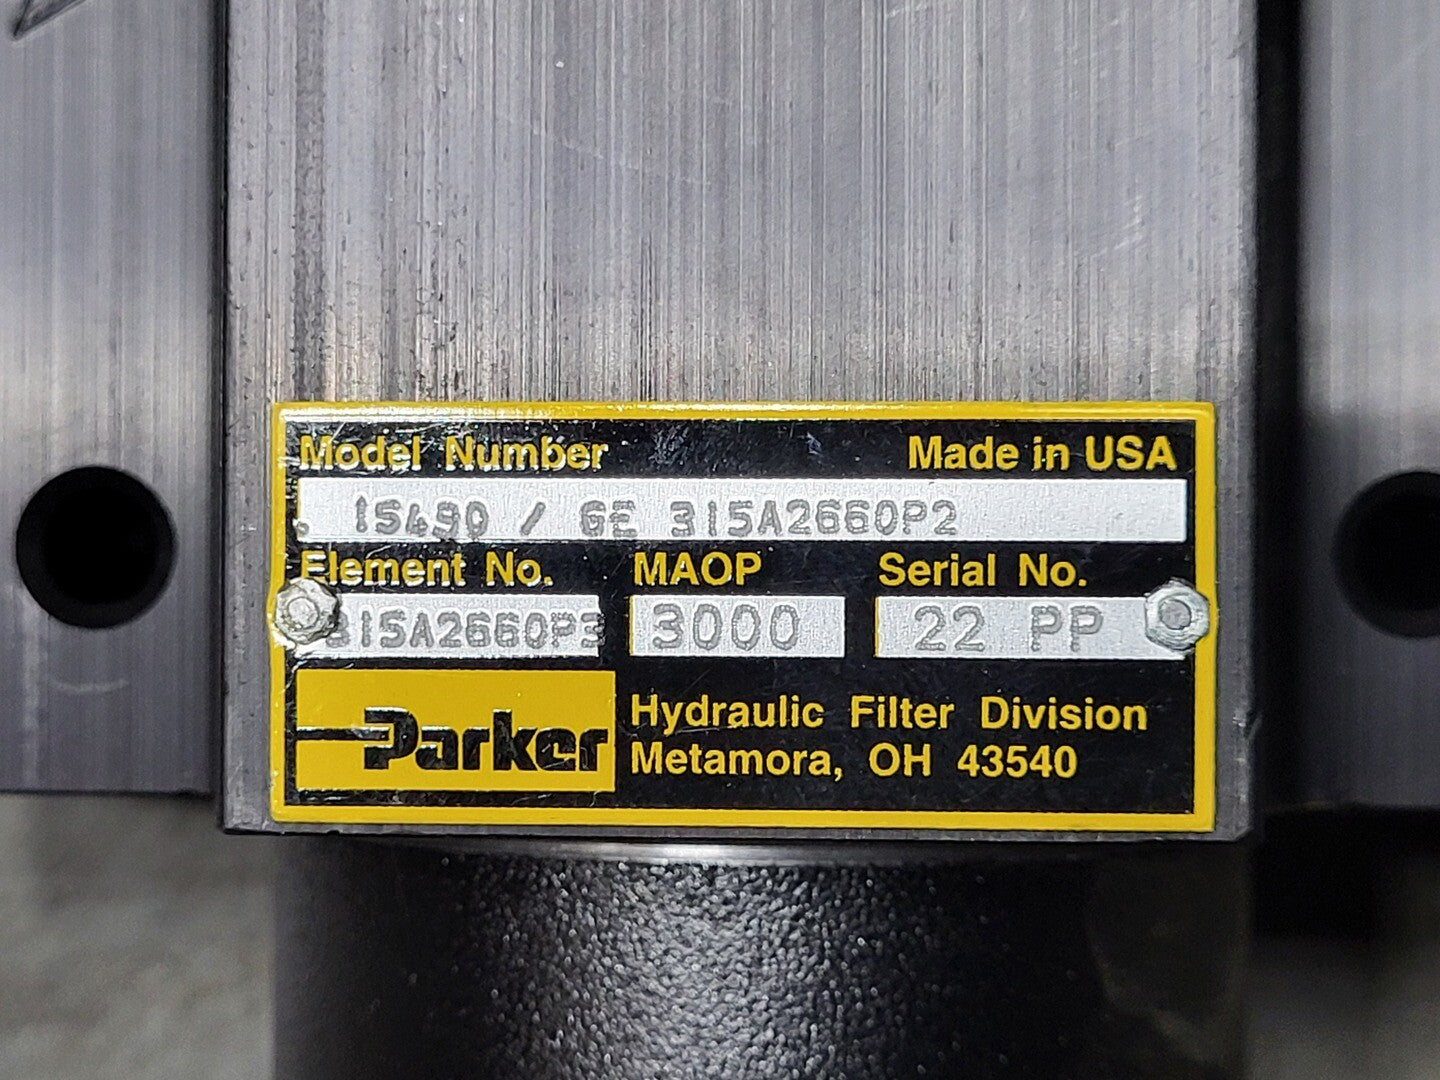 Model Number Made in USA
15490 / GE 315A2660P2
Element No. MAOP Serial No.
315A2660P3 3000 22 PP
Parker Hydraulic Filter Division
Metamora, OH 43540